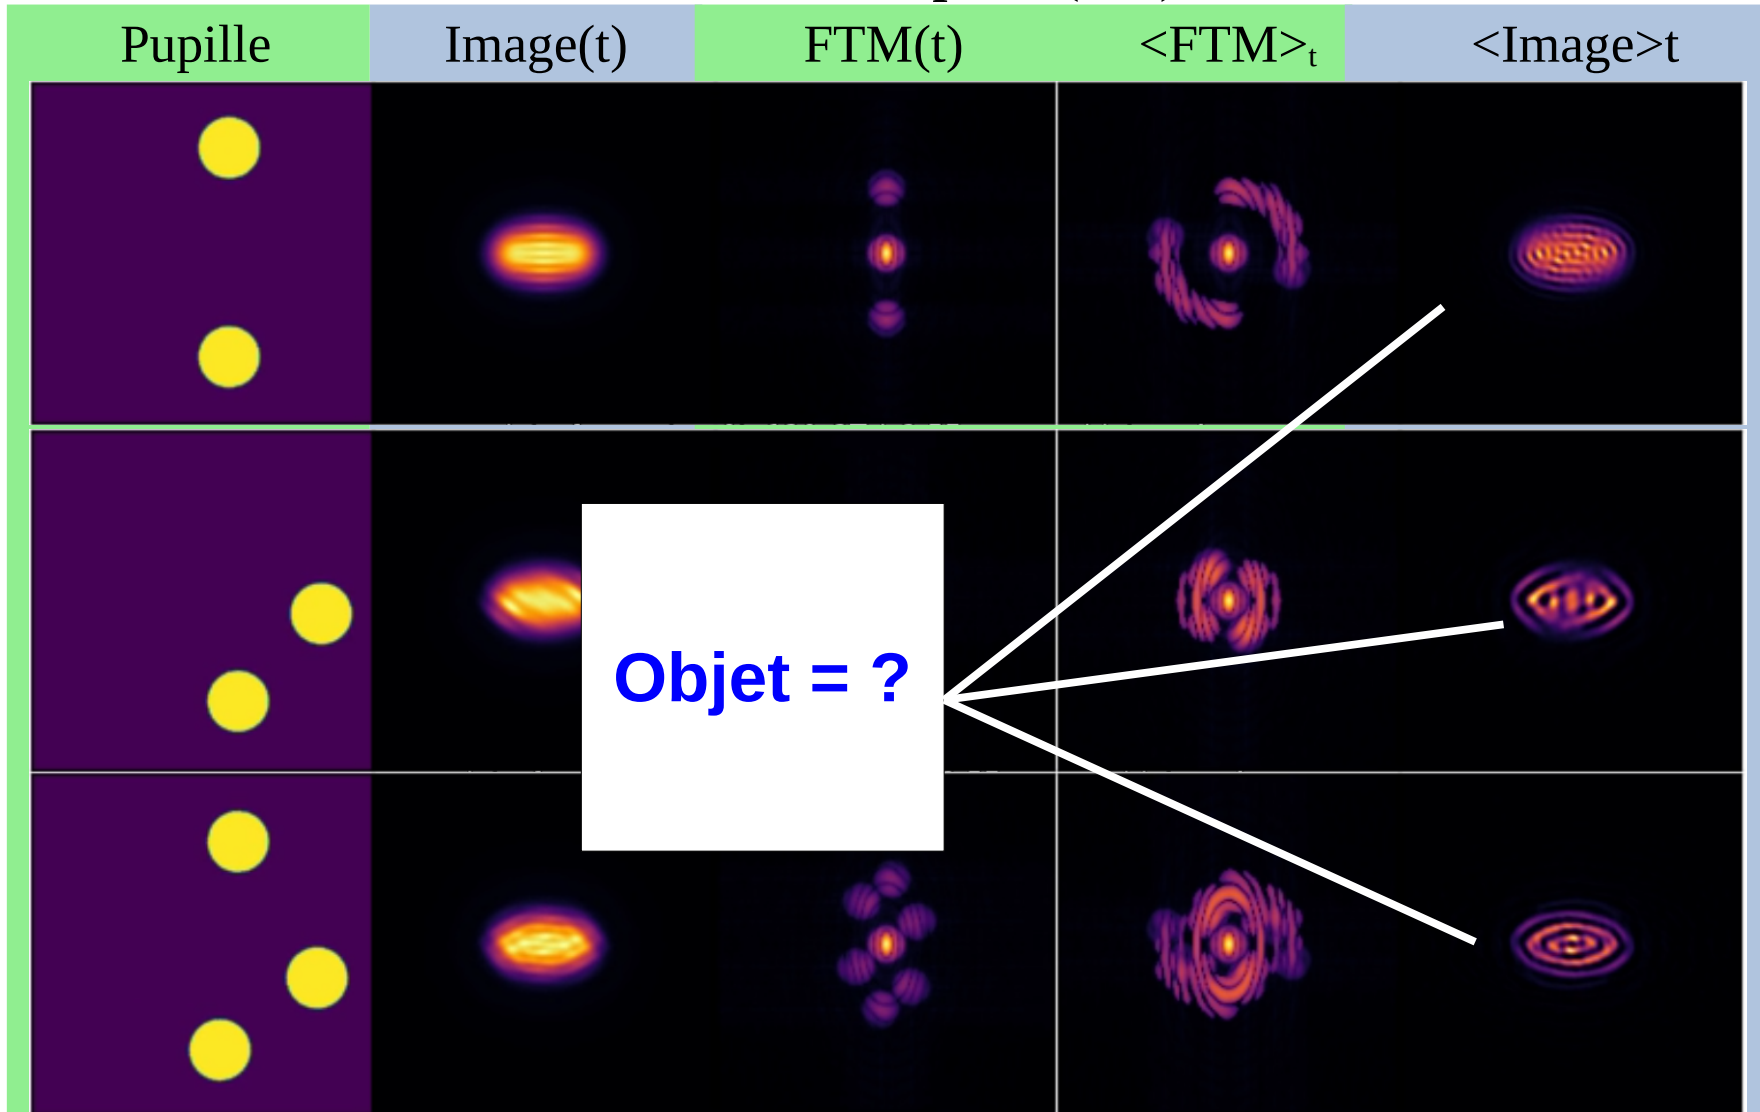 Pupille
Image(t)
FTM(t)
<FTM>t
<Image>t
Objet = ?